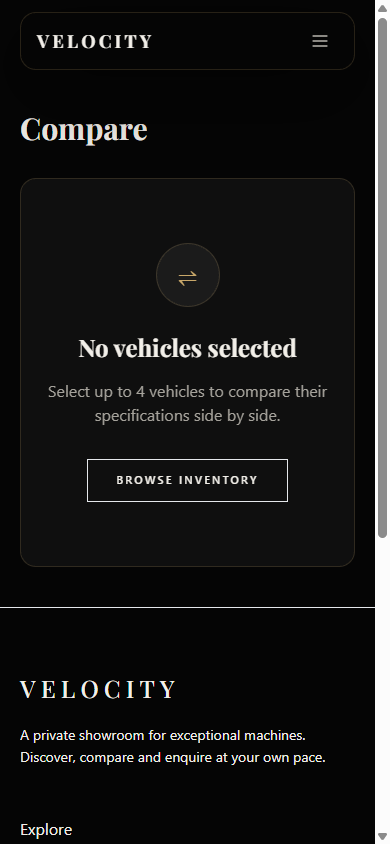 VELOCITY
Compare
No vehicles selected
Select up to 4 vehicles to compare their
specifications side by side.
BROWSE INVENTORY
VELOCITY
A private showroom for exceptional machines.
Discover, compare and enquire at your own pace.
Explore